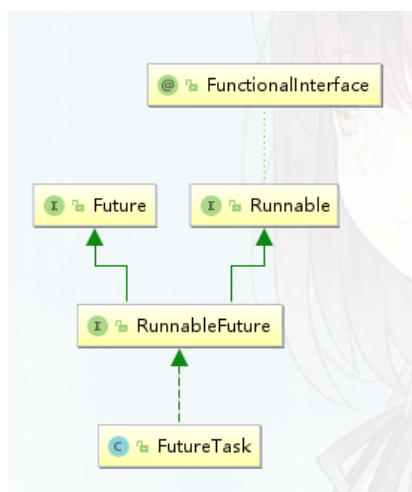 @ FunctionalInterface
I Future
I Runnable
I RunnableFuture
C FutureTask